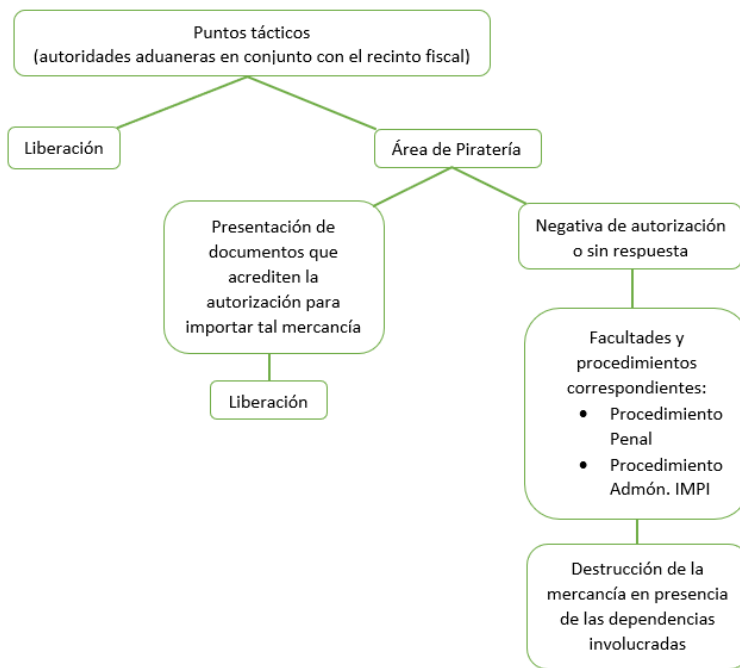 Puntos tácticos
(autoridades aduaneras en conjunto con el recinto fiscal)
Liberación
Área de Piratería
Presentación de
documentos que
acrediten la
autorización para
importar tal mercancía
Liberación
Negativa de autorización
o sin respuesta
Facultades y
procedimientos
correspondientes:
• Procedimiento
Penal
• Procedimiento
Admón. IMPI
Destrucción de la
mercancía en presencia
de las dependencias
involucradas